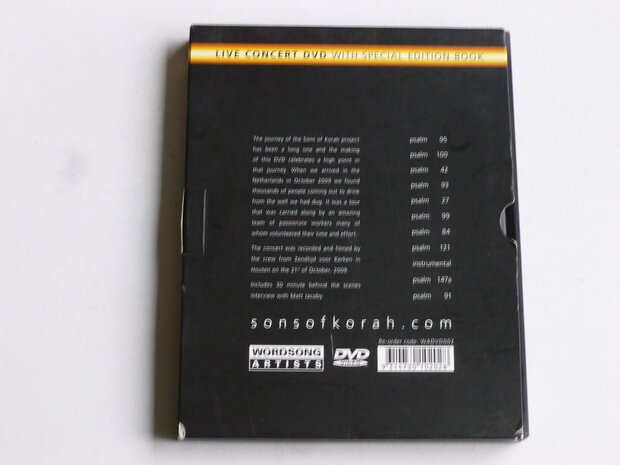 LIVE CONCERT DVD WITH SPECIAL EDITION BOOK
The journey of the Sons of Korah project
has been a long one and the making
of this DVD celebrates a high point in
that journey. When we arrived in the
Netherlands in October 2009 we found
thousands of people coming out to drink
from the well we had dug. It was a tour
that was carried along by an amazing
team of passionate workers many of
whom volunteered their time and effort.
The concert was recorded and filmed by
the crew from Zendtijd voor Kerken in
Houten on the 21st of October, 2009.
Includes 30 minute behind the scenes
interview with Matt Jacoby.
psalm 95
psalm 100
psalm 42
psalm 93
psalm 27
psalm 99
psalm 84
psalm 121
instrumental
psalm 147a
psalm 91
sonsofkorah.com
Re-order code: WADVD002
WORDSONG
ARTISTS
DVD
VIDEO